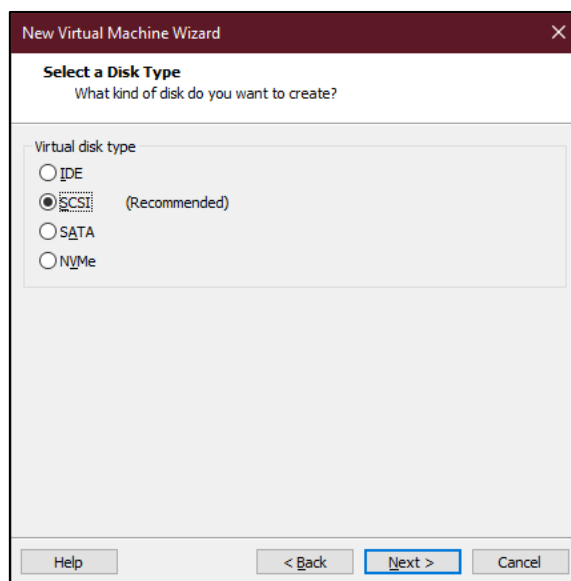 New Virtual Machine Wizard
Select a Disk Type
What kind of disk do you want to create?
Virtual disk type
IDE
SCSI (Recommended)
SATA
NVMe
Help < Back Next > Cancel